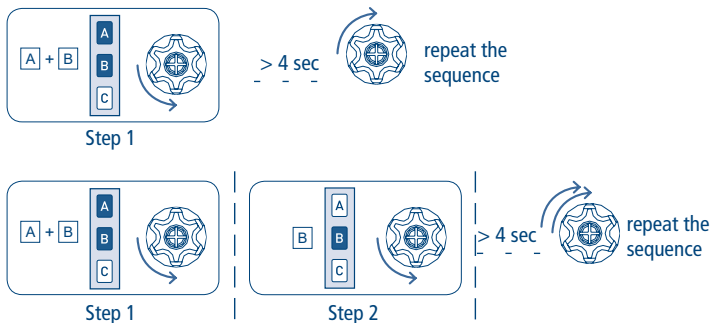 A + B
A
B
C
> 4 sec
repeat the
sequence
Step 1
A + B
A
B
C
Step 1
B
A
B
C
Step 2
> 4 sec
repeat the
sequence